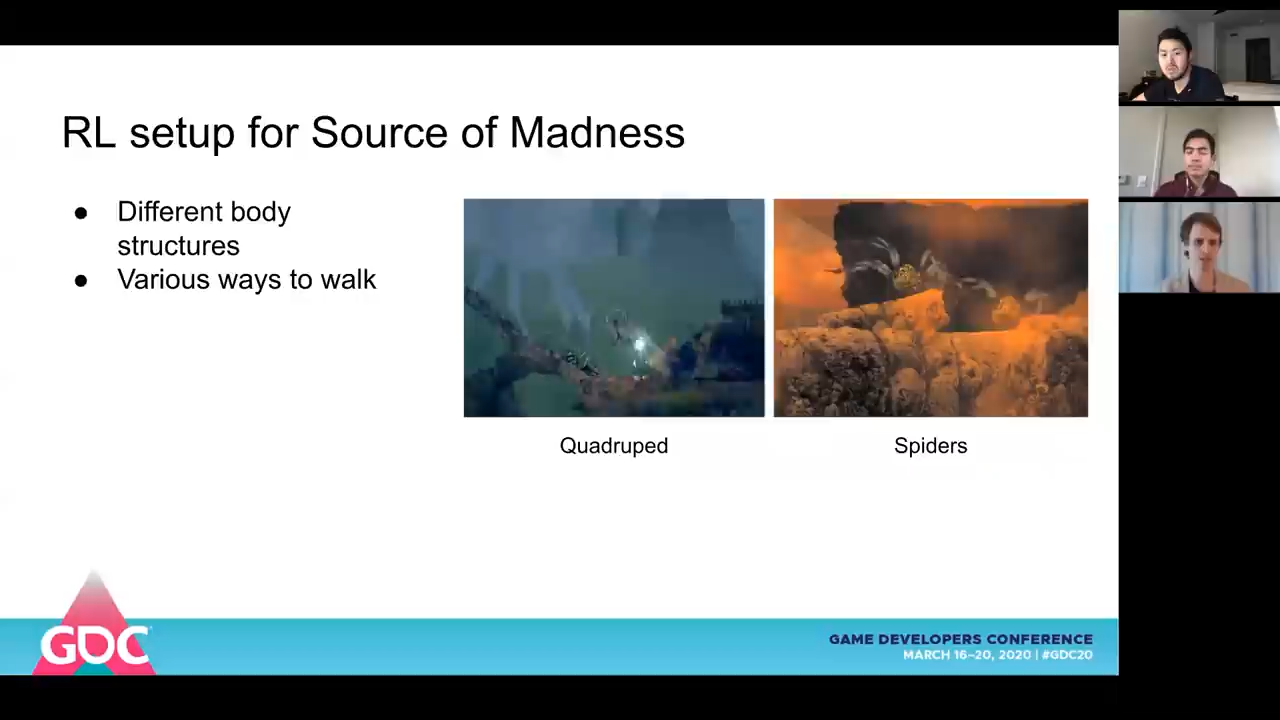 RL setup for Source of Madness
● Different body
structures
● Various ways to walk
Quadruped
Spiders
GDC
GAME DEVELOPERS CONFERENCE
MARCH 16–20, 2020 | #GDC20